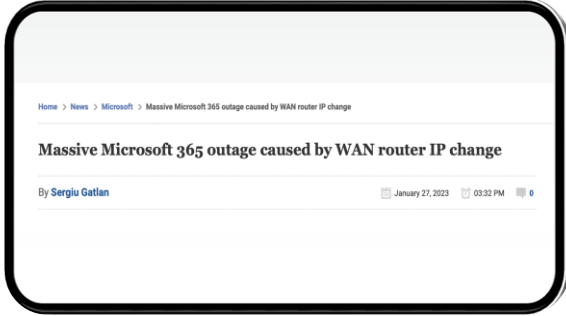 Home > News > Microsoft > Massive Microsoft 365 outage caused by WAN router IP change
Massive Microsoft 365 outage caused by WAN router IP change
By Sergiu Gatlan January 27, 2023 03:32 PM 0